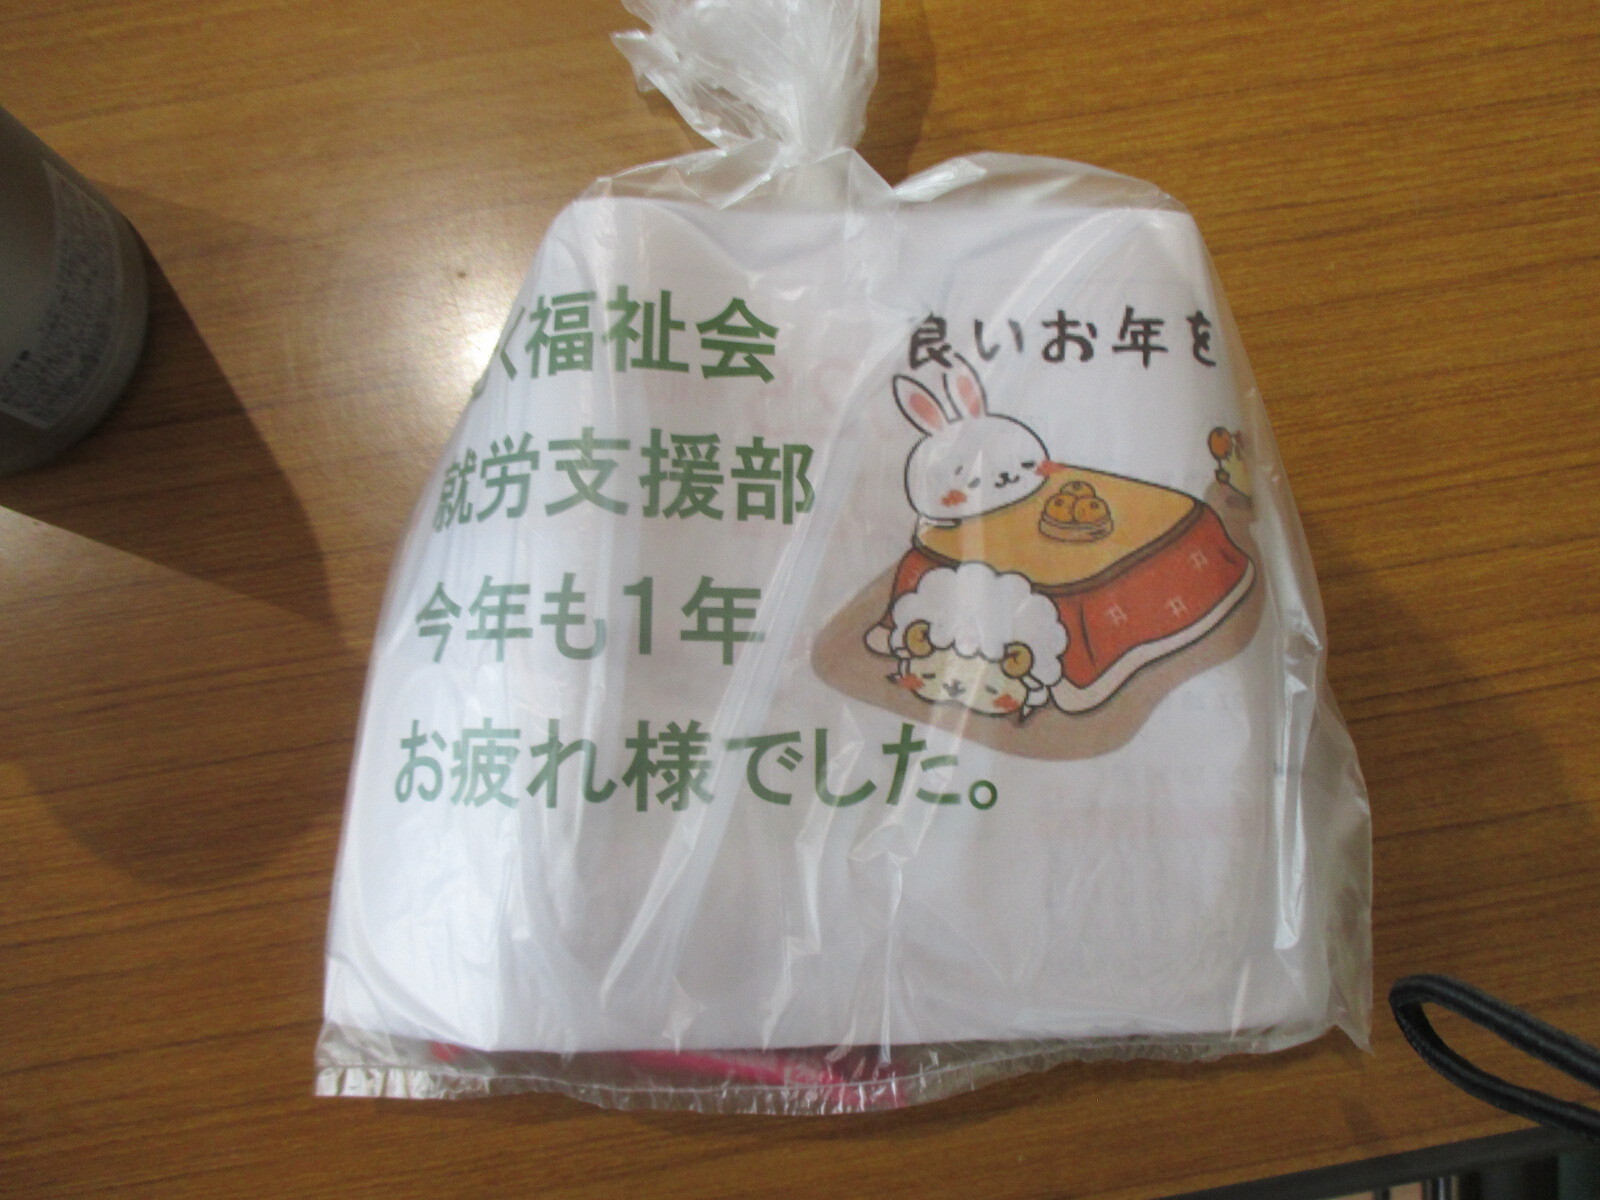 く福祉会
良いお年を
就労支援部
今年も1年
お疲れ様でした。